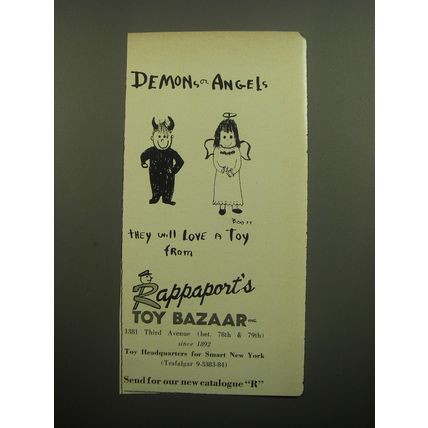 DEMONS or ANGELS
they will LOVE A Toy
from
Rappaport's
TOY BAZAAR INC.
1381 Third Avenue (bet. 78th & 79th)
since 1892
Toy Headquarters for Smart New York
(Trafalgar 9-3383-84)
Send for our new catalogue "R"